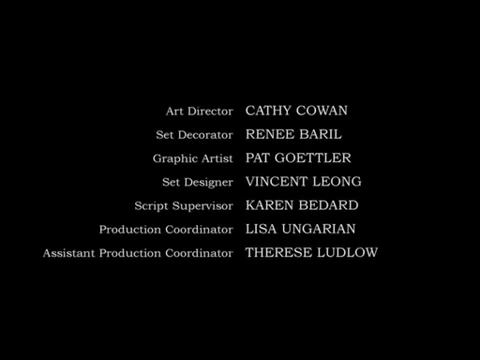 Art Director CATHY COWAN
Set Decorator RENEE BARIL
Graphic Artist PAT GOETTLER
Set Designer VINCENT LEONG
Script Supervisor KAREN BEDARD
Production Coordinator LISA UNGARIAN
Assistant Production Coordinator THERESE LUDLOW